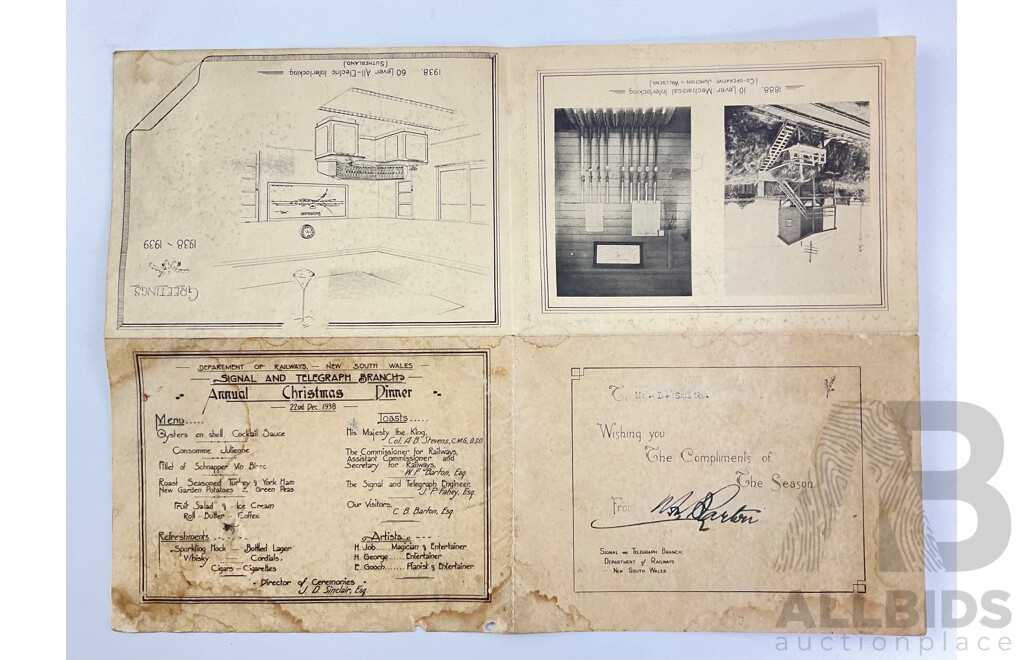 1938. 60 Lever All-Electric Interlocking
(Sutherland.)
Greetings
1938 - 1939
1888. 10 Lever Mechanical Interlocking
(Co-operative Junction - Wallsend.)
Department of Railways, - New South Wales
Signal and Telegraph Branch
Annual Christmas Dinner
22nd Dec. 1938
Menu.....
Oysters en shell, Cocktail Sauce
Consomme Julienne
Fillet of Schnapper Vin Blanc
Roast Seasoned Turkey & York Ham
New Garden Potatoes & Green Peas
Fruit Salad & Ice Cream
Roll - Butter - Coffee
Refreshments
Sparkling Hock - Bottled Lager
Whisky - Cordials.
Cigars - Cigarettes
Toasts....
His Majesty the King.
Col. A B Stevens, C.M.G, D.S.O
The Commissioner for Railways,
Assistant Commissioner and
Secretary for Railways,
W. F. Barton, Esq.
The Signal and Telegraph Engineer,
J. P. Fahey, Esq.
Our Visitors,
C. B. Barton, Esq.
Artists
H. Job ..... Magician & Entertainer
H. George ..... Entertainer
E. Gooch ..... Pianist & Entertainer
Director of Ceremonies
J. D. Sinclair, Esq.
To Mr. L. Smith.
Wishing you
The Compliments of
The Season.
From Barton
Signal and Telegraph Branch
Department of Railways
New South Wales
B
ALLBIDS
auctionplace